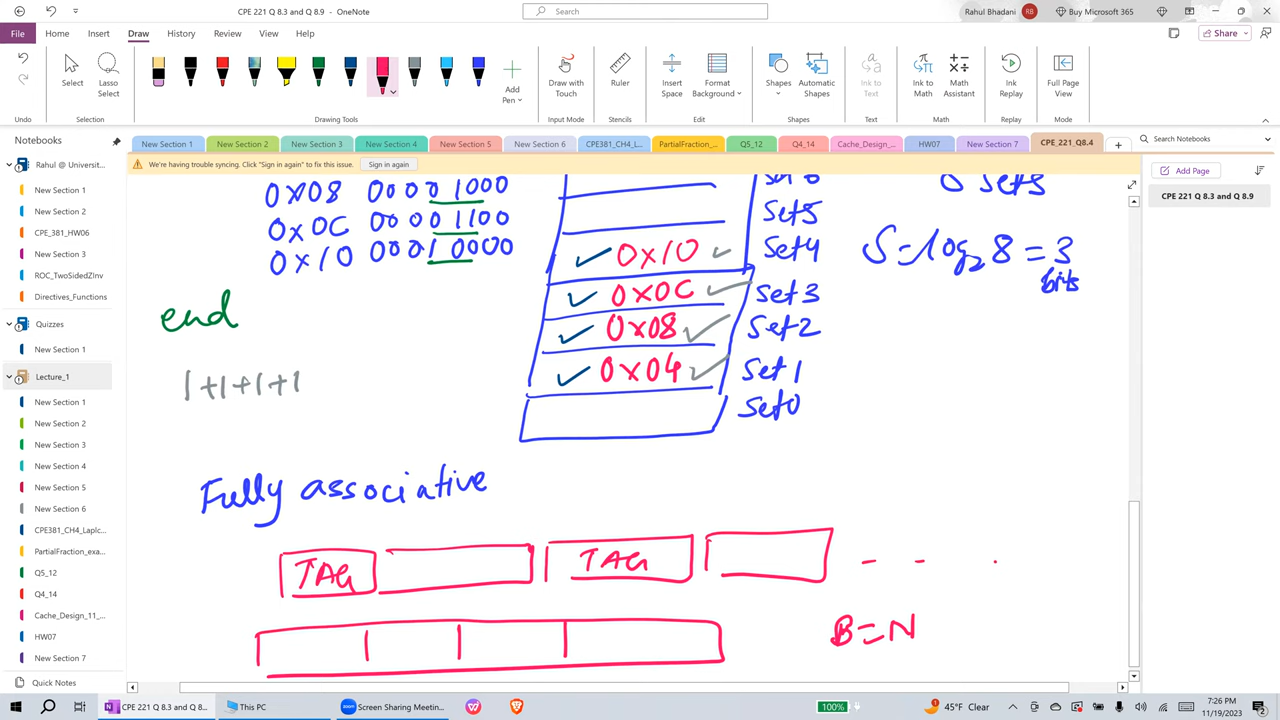 CPE 221 Q 8.3 and Q 8.9 - OneNote
Search
Rahul Bhadani
RB
Buy Microsoft 365
File
Home
Insert
Draw
History
Review
View
Help
Share
Select
Lasso Select
Add Pen
Draw with Touch
Ruler
Insert Space
Format Background
Shapes
Automatic Shapes
Ink to Text
Ink to Math
Math Assistant
Ink Replay
Full Page View
Undo
Selection
Drawing Tools
Input Mode
Stencils
Edit
Text
Math
Replay
View
Notebooks
New Section 1
New Section 2
New Section 3
New Section 4
New Section 5
New Section 6
CPE381_CH4_L...
PartialFraction_...
Q5_12
Q4_14
Cache_Design_...
HW07
New Section 7
CPE_221_Q8.4
Search Notebooks
We're having trouble syncing. Click "Sign in again" to fix this issue.
Sign in again
Add Page
CPE 221 Q 8.3 and Q 8.9
Rahul @ Universit...
New Section 1
New Section 2
CPE_381_HW06
New Section 3
ROC_TwoSidedZInv
Directives_Functions
Quizzes
New Section 1
Lecture_1
New Section 1
New Section 2
New Section 3
New Section 4
New Section 5
New Section 6
CPE381_CH4_Laplc...
PartialFraction_exa...
Q5_12
Q4_14
Cache_Design_11_...
HW07
New Section 7
Quick Notes
0x08 0000 1000
0x0C 0000 1100
0x10 0001 0000
end
1+1+1+1
Set5
0x10 Set4
0x0C Set3
0x08 Set2
0x04 Set1
Set0
S=log2 8 = 3 bits
Fully associative
TAG
TAG
B=N
CPE 221 Q 8.3 and Q 8...
This PC
Screen Sharing Meetin...
100%
45°F Clear
7:26 PM
11/19/2023